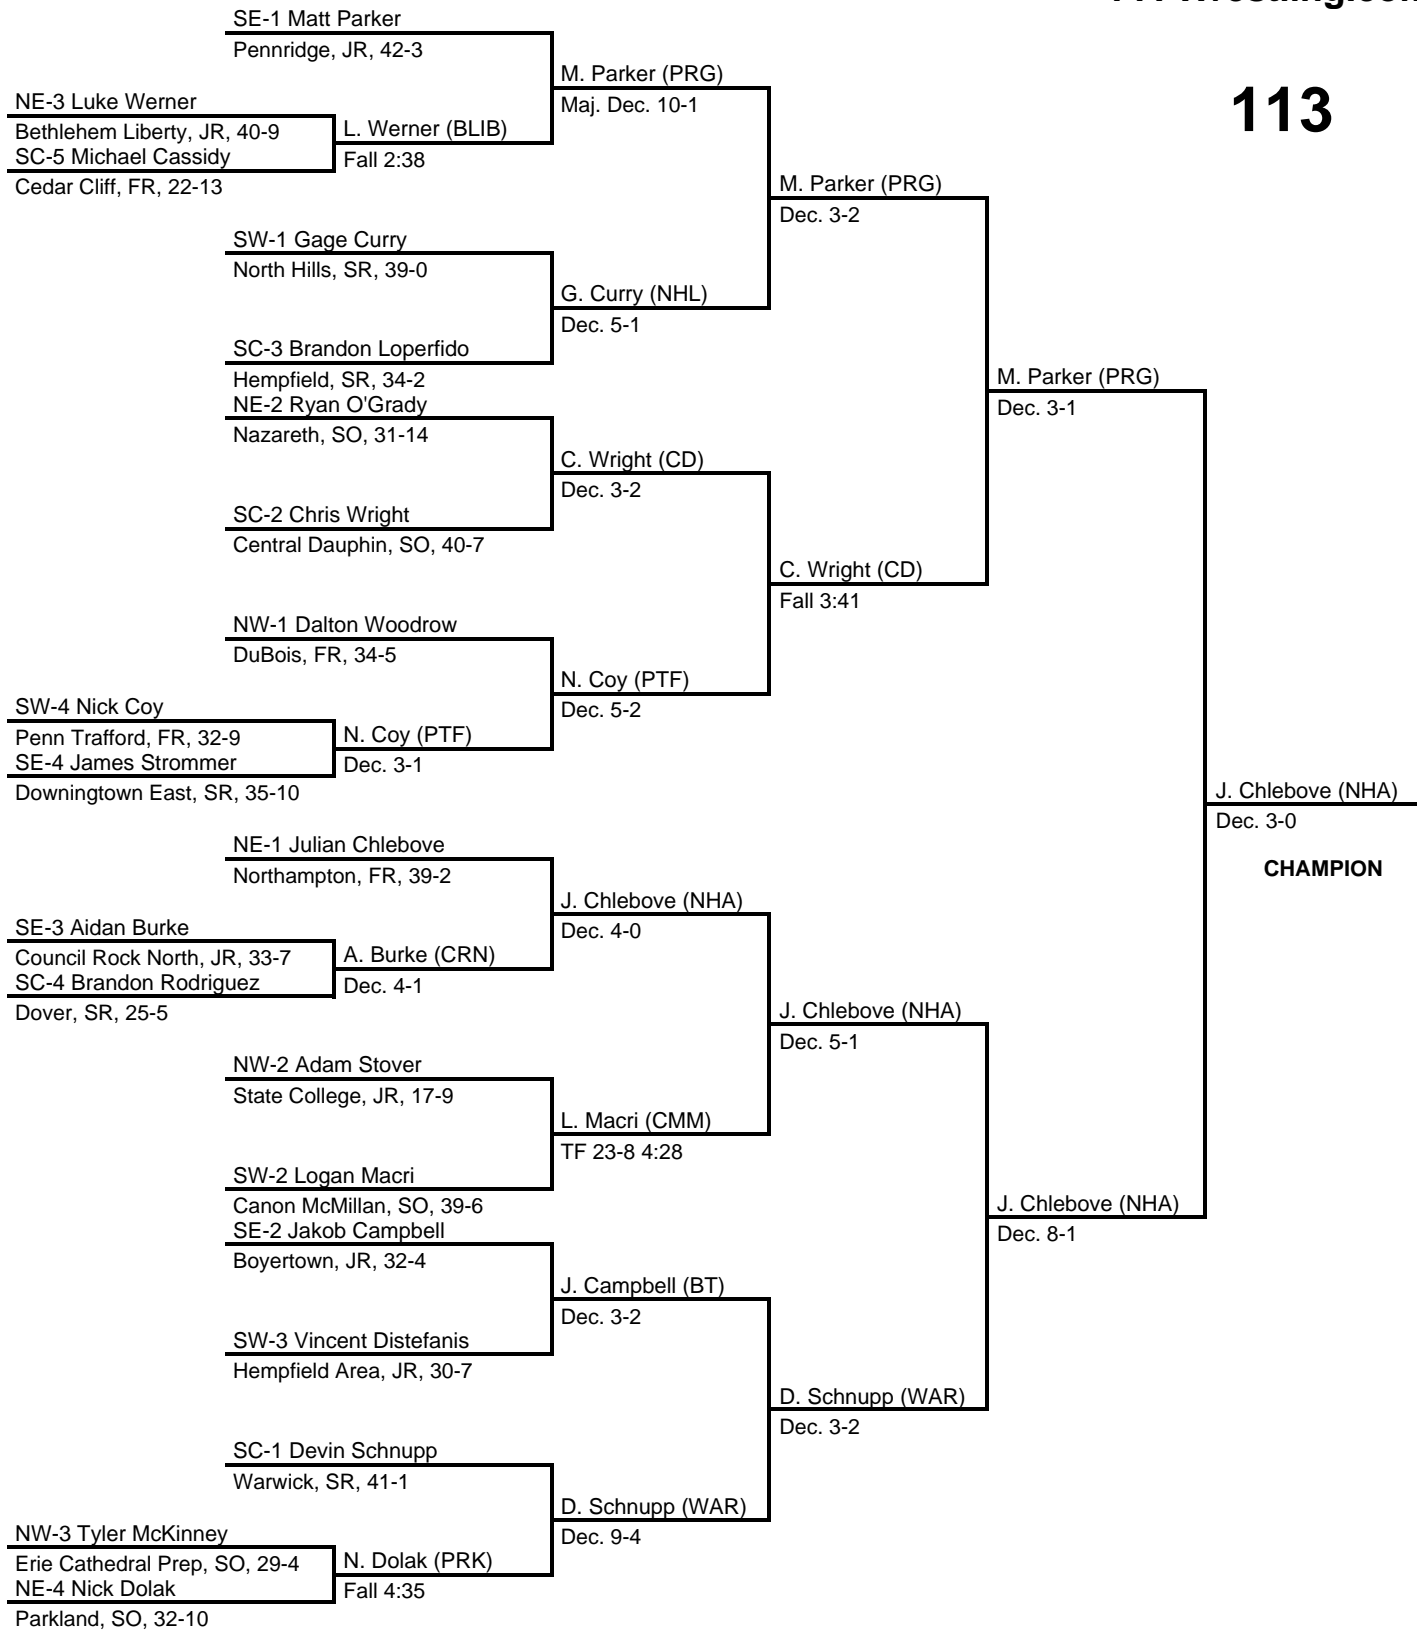 SE-1 Matt Parker
Pennridge, JR, 42-3
M. Parker (PRG)
Maj. Dec. 10-1
113
NE-3 Luke Werner
Bethlehem Liberty, JR, 40-9
L. Werner (BLIB)
SC-5 Michael Cassidy
Fall 2:38
Cedar Cliff, FR, 22-13
M. Parker (PRG)
Dec. 3-2
SW-1 Gage Curry
North Hills, SR, 39-0
G. Curry (NHL)
Dec. 5-1
SC-3 Brandon Loperfido
Hempfield, SR, 34-2
M. Parker (PRG)
Dec. 3-1
NE-2 Ryan O'Grady
Nazareth, SO, 31-14
C. Wright (CD)
Dec. 3-2
SC-2 Chris Wright
Central Dauphin, SO, 40-7
C. Wright (CD)
Fall 3:41
NW-1 Dalton Woodrow
DuBois, FR, 34-5
N. Coy (PTF)
Dec. 5-2
SW-4 Nick Coy
Penn Trafford, FR, 32-9
N. Coy (PTF)
SE-4 James Strommer
Dec. 3-1
Downingtown East, SR, 35-10
J. Chlebove (NHA)
Dec. 3-0
CHAMPION
NE-1 Julian Chlebove
Northampton, FR, 39-2
J. Chlebove (NHA)
Dec. 4-0
SE-3 Aidan Burke
Council Rock North, JR, 33-7
A. Burke (CRN)
SC-4 Brandon Rodriguez
Dec. 4-1
Dover, SR, 25-5
J. Chlebove (NHA)
Dec. 5-1
NW-2 Adam Stover
State College, JR, 17-9
L. Macri (CMM)
TF 23-8 4:28
SW-2 Logan Macri
Canon McMillan, SO, 39-6
J. Chlebove (NHA)
Dec. 8-1
SE-2 Jakob Campbell
Boyertown, JR, 32-4
J. Campbell (BT)
Dec. 3-2
SW-3 Vincent Distefanis
Hempfield Area, JR, 30-7
D. Schnupp (WAR)
Dec. 3-2
SC-1 Devin Schnupp
Warwick, SR, 41-1
D. Schnupp (WAR)
Dec. 9-4
NW-3 Tyler McKinney
Erie Cathedral Prep, SO, 29-4
N. Dolak (PRK)
NE-4 Nick Dolak
Fall 4:35
Parkland, SO, 32-10